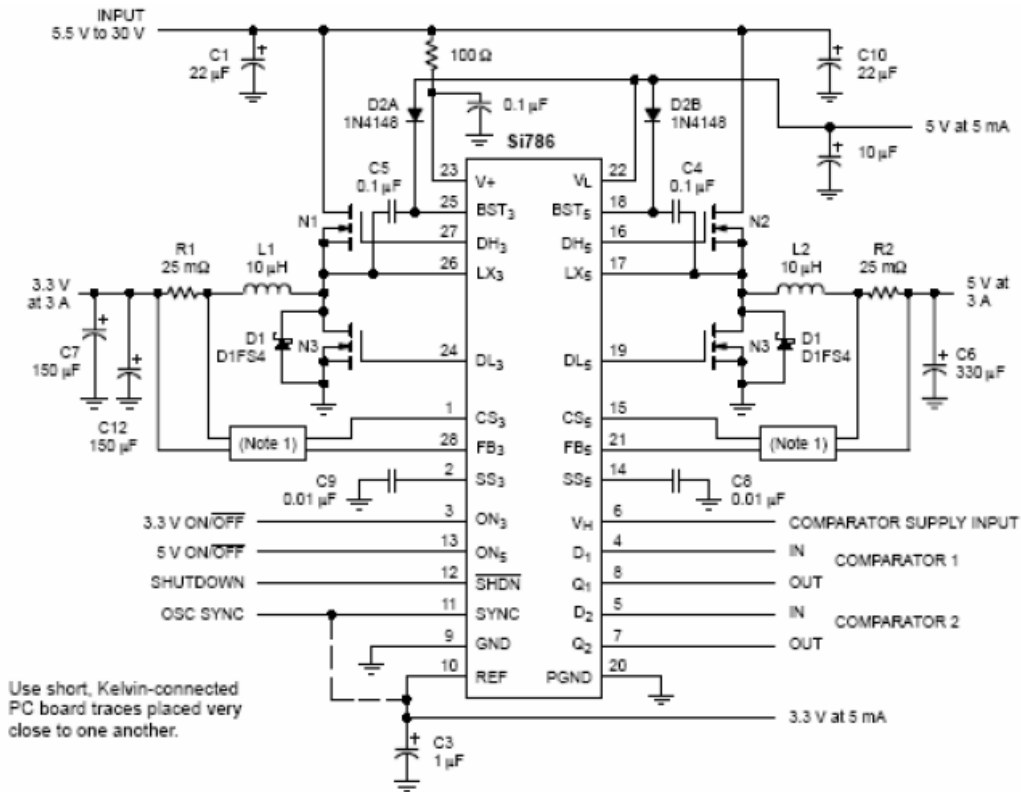 INPUT
5.5 V to 30 V
C1
22 µF
100 Ω
C10
22 µF
D2A
1N4148
0.1 µF
D2B
1N4148
5 V at 5 mA
10 µF
Si786
C5
0.1 µF
C4
0.1 µF
23
V+
22
VL
25
BST3
18
BST5
N1
27
DH3
16
DH5
N2
26
LX3
17
LX5
R1
25 mΩ
L1
10 µH
L2
10 µH
R2
25 mΩ
3.3 V
at 3 A
5 V at
3 A
D1
D1FS4
N3
24
DL3
19
DL5
N3
D1
D1FS4
C7
150 µF
C6
330 µF
C12
150 µF
1
CS3
15
CS5
(Note 1)
28
FB3
21
FB5
(Note 1)
2
SS3
14
SS5
C9
0.01 µF
C8
0.01 µF
3.3 V ON/OFF
3
ON3
6
VH
COMPARATOR SUPPLY INPUT
5 V ON/OFF
13
ON5
4
D1
IN
COMPARATOR 1
SHUTDOWN
12
SHDN
8
Q1
OUT
OSC SYNC
11
SYNC
5
D2
IN
COMPARATOR 2
9
GND
7
Q2
OUT
10
REF
20
PGND
Use short, Kelvin-connected
PC board traces placed very
close to one another.
3.3 V at 5 mA
C3
1 µF